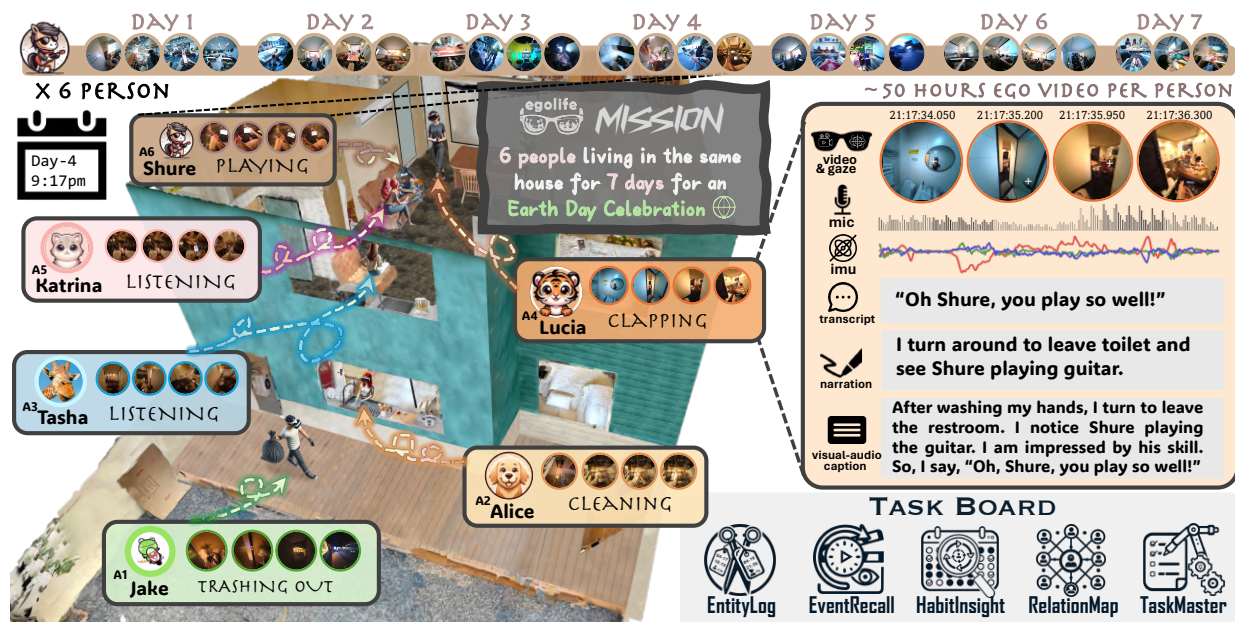 DAY 1
DAY 2
DAY 3
DAY 4
DAY 5
DAY 6
DAY 7
X 6 PERSON
~50 HOURS EGO VIDEO PER PERSON
Day-4
9:17pm
egolife
MISSION
6 people living in the same
house for 7 days for an
Earth Day Celebration
A6
Shure
PLAYING
A5
Katrina
LISTENING
A4
Lucia
CLAPPING
A3
Tasha
LISTENING
A2
Alice
CLEANING
A1
Jake
TRASHING OUT
21:17:34.050
21:17:35.200
21:17:35.950
21:17:36.300
video
& gaze
mic
imu
transcript
“Oh Shure, you play so well!”
narration
I turn around to leave toilet and
see Shure playing guitar.
visual-audio
caption
After washing my hands, I turn to leave
the restroom. I notice Shure playing
the guitar. I am impressed by his skill.
So, I say, “Oh, Shure, you play so well!”
TASK BOARD
EntityLog
EventRecall
HabitInsight
RelationMap
TaskMaster